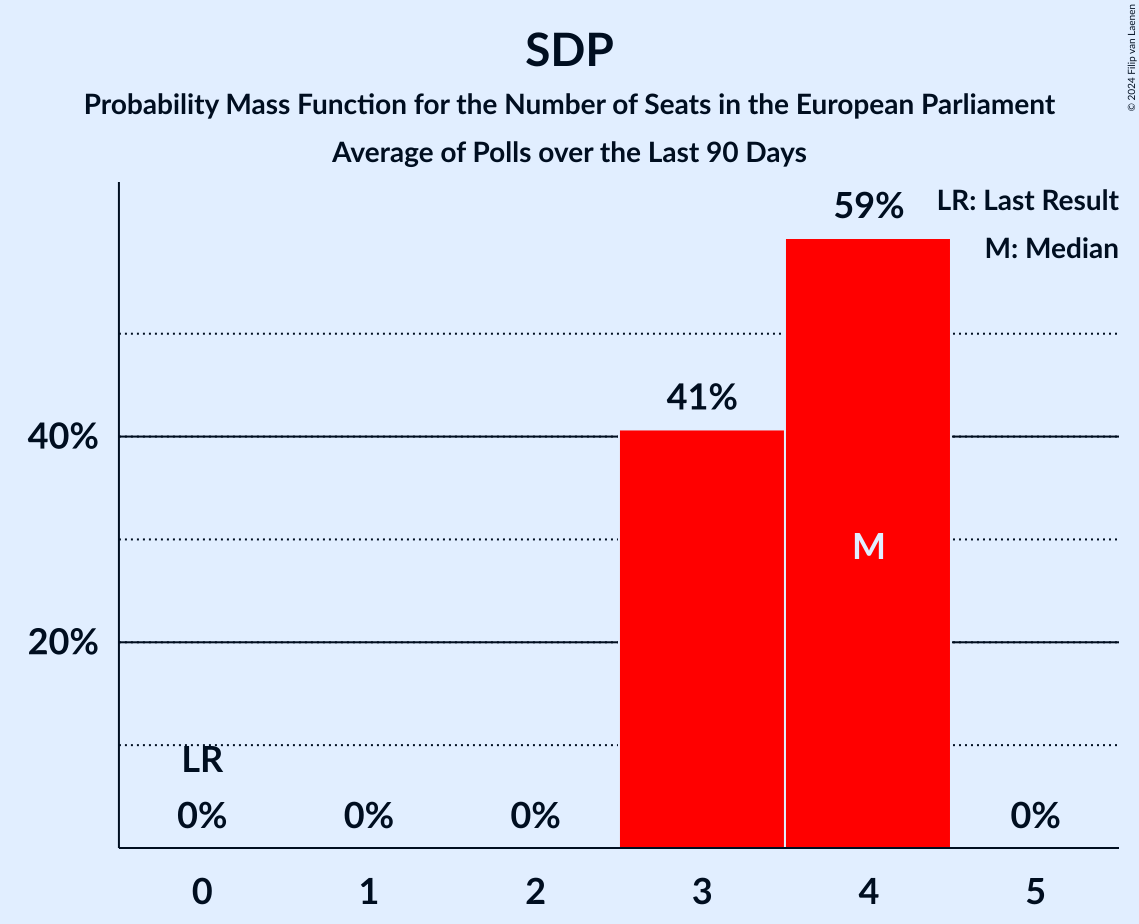 SDP
Probability Mass Function for the Number of Seats in the European Parliament
Average of Polls over the Last 90 Days
© 2024 Filip van Laenen
LR: Last Result
M: Median
59%
41%
40%
M
20%
LR
0%
0%
0%
0%
0
1
2
3
4
5